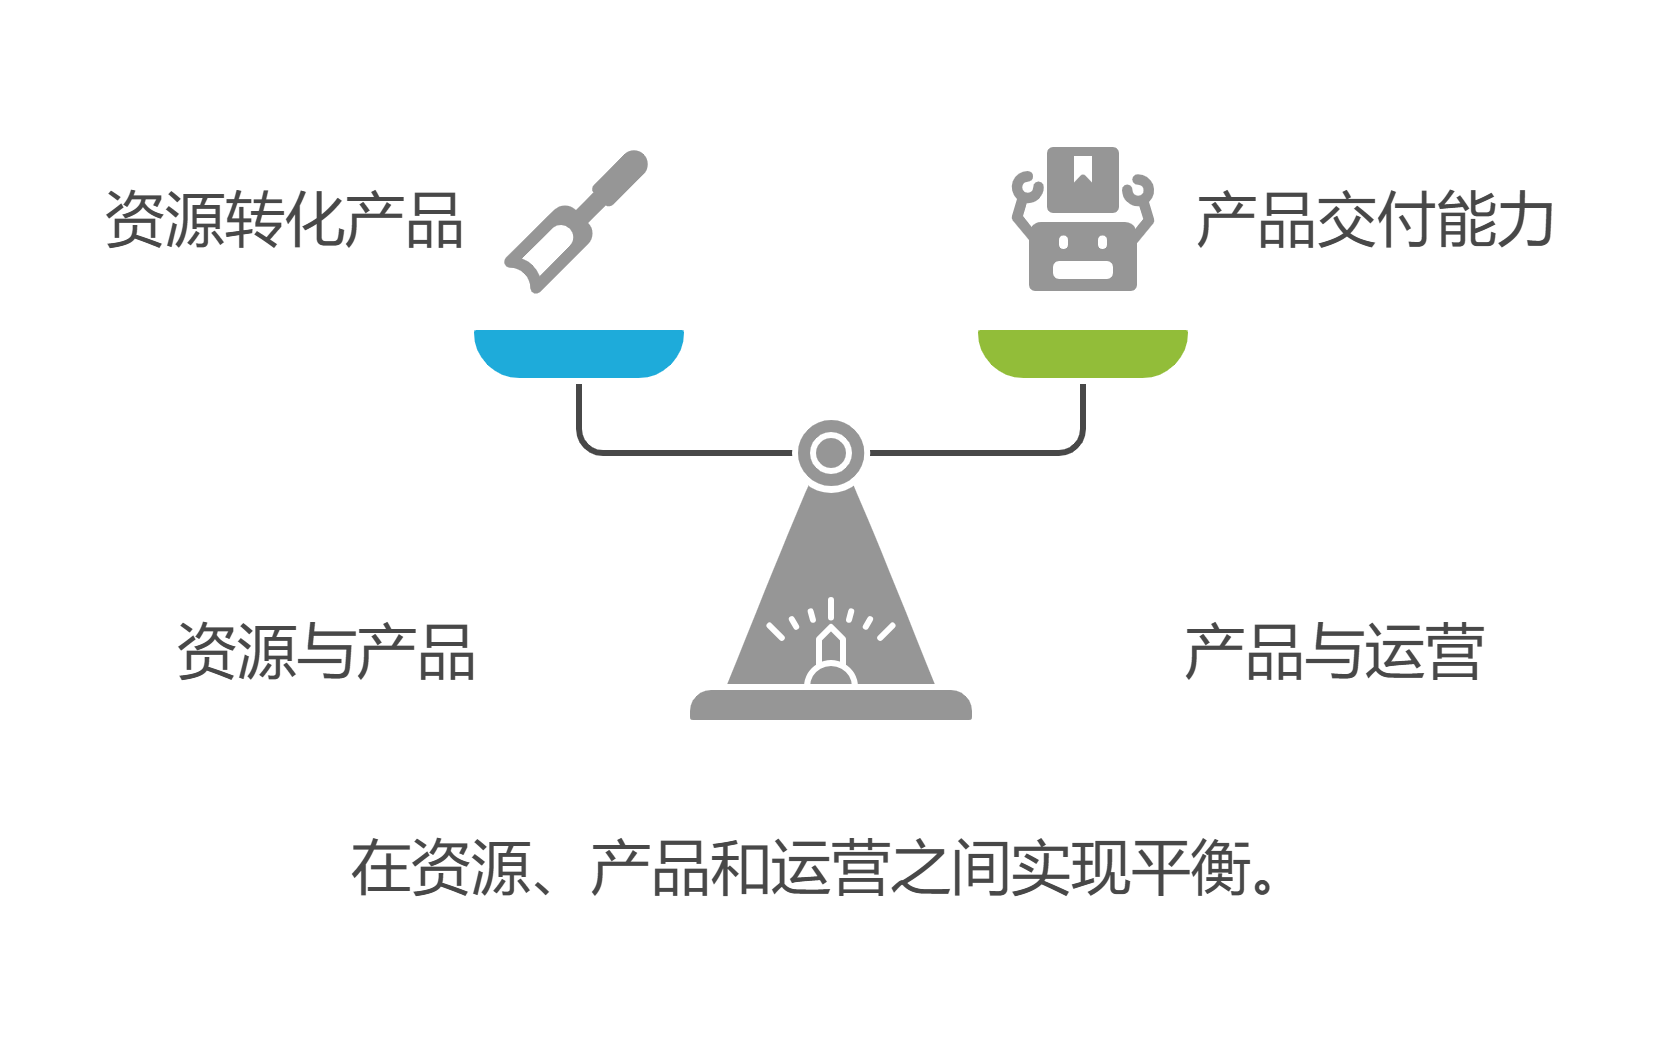 资源转化产品
产品交付能力
资源与产品
产品与运营
在资源、产品和运营之间实现平衡。